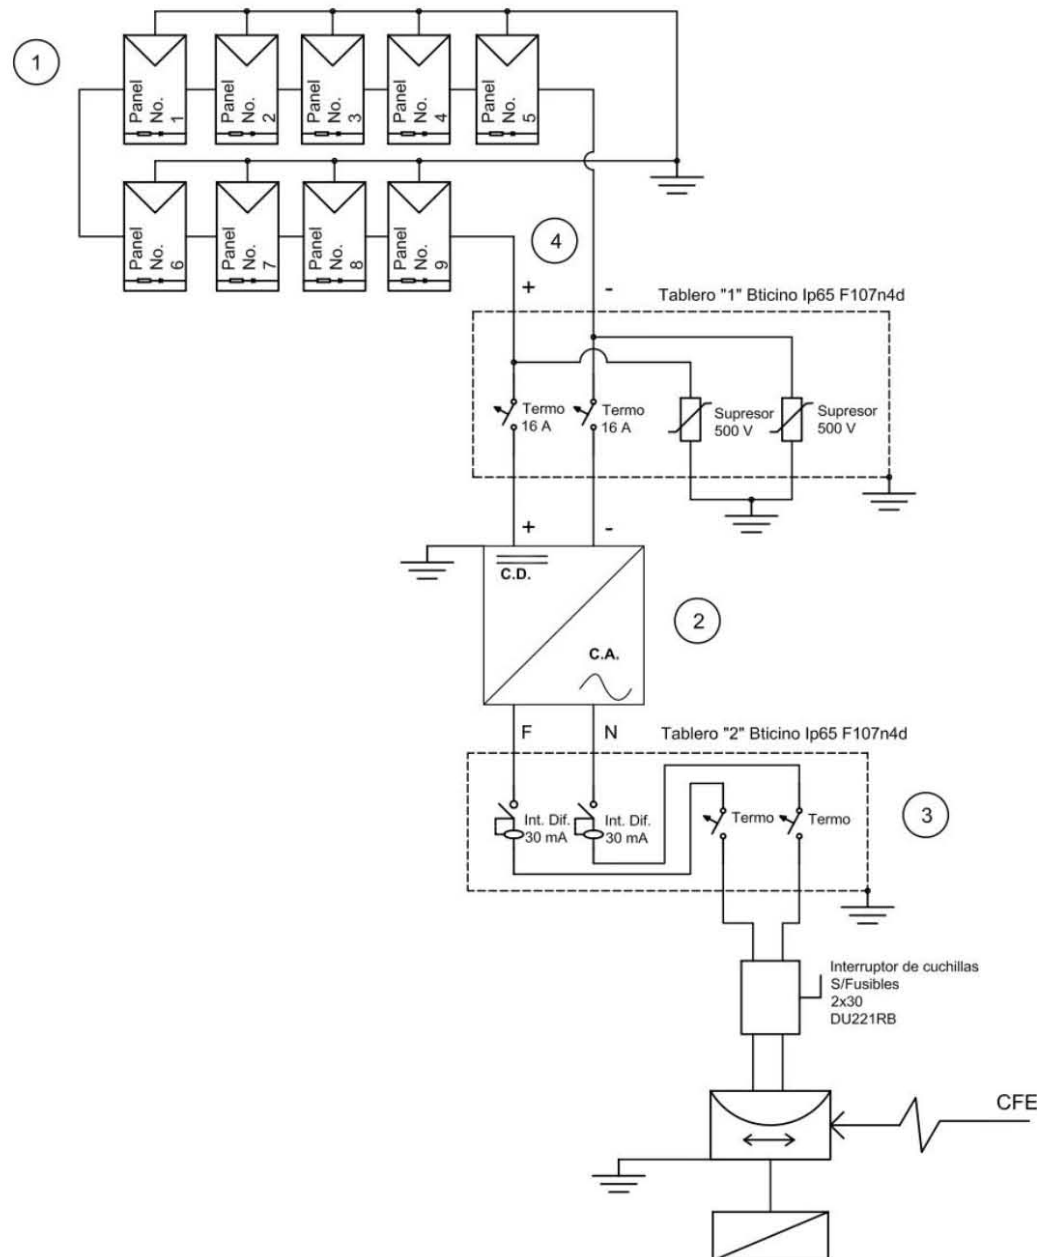 1
Panel No. 1
Panel No. 2
Panel No. 3
Panel No. 4
Panel No. 5
Panel No. 6
Panel No. 7
Panel No. 8
Panel No. 9
4
+
-
Tablero "1" Bticino Ip65 F107n4d
Termo
16 A
Termo
16 A
Supresor
500 V
Supresor
500 V
+
-
C.D.
C.A.
2
F
N
Tablero "2" Bticino Ip65 F107n4d
Int. Dif.
30 mA
Int. Dif.
30 mA
Termo
Termo
3
Interruptor de cuchillas
S/Fusibles
2x30
DU221RB
CFE